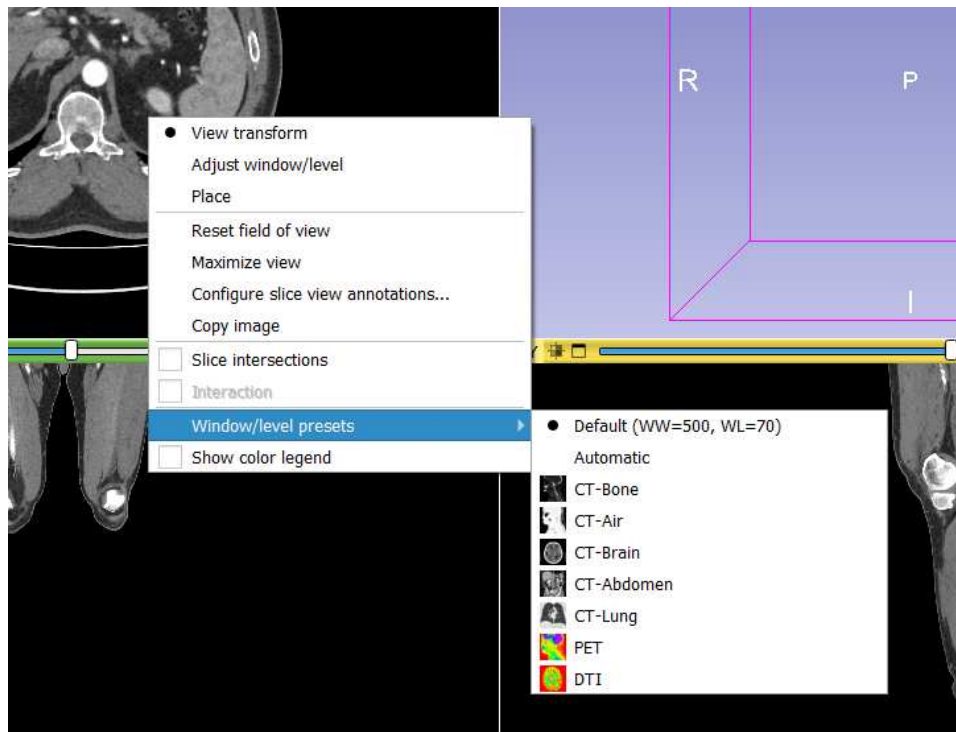 R
P
I
View transform
Adjust window/level
Place
Reset field of view
Maximize view
Configure slice view annotations...
Copy image
Slice intersections
Interaction
Window/level presets
Show color legend
Default (WW=500, WL=70)
Automatic
CT-Bone
CT-Air
CT-Brain
CT-Abdomen
CT-Lung
PET
DTI